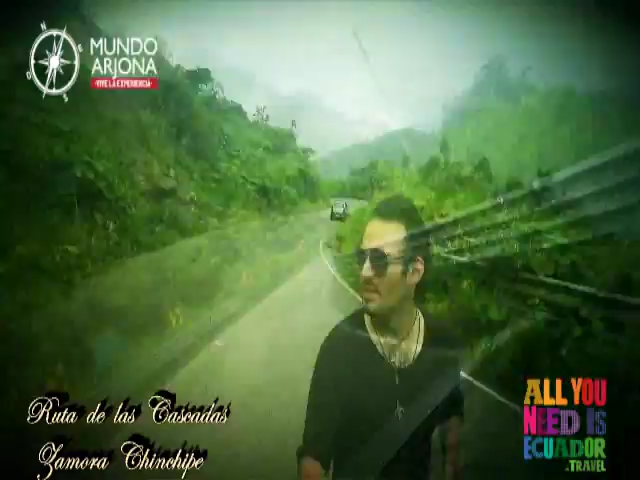 MUNDO
ARJONA
VIVE LA EXPERIENCIA
Ruta de las Cascadas
Zamora Chinchipe
ALL YOU
NEED IS
ECUADOR
.TRAVEL